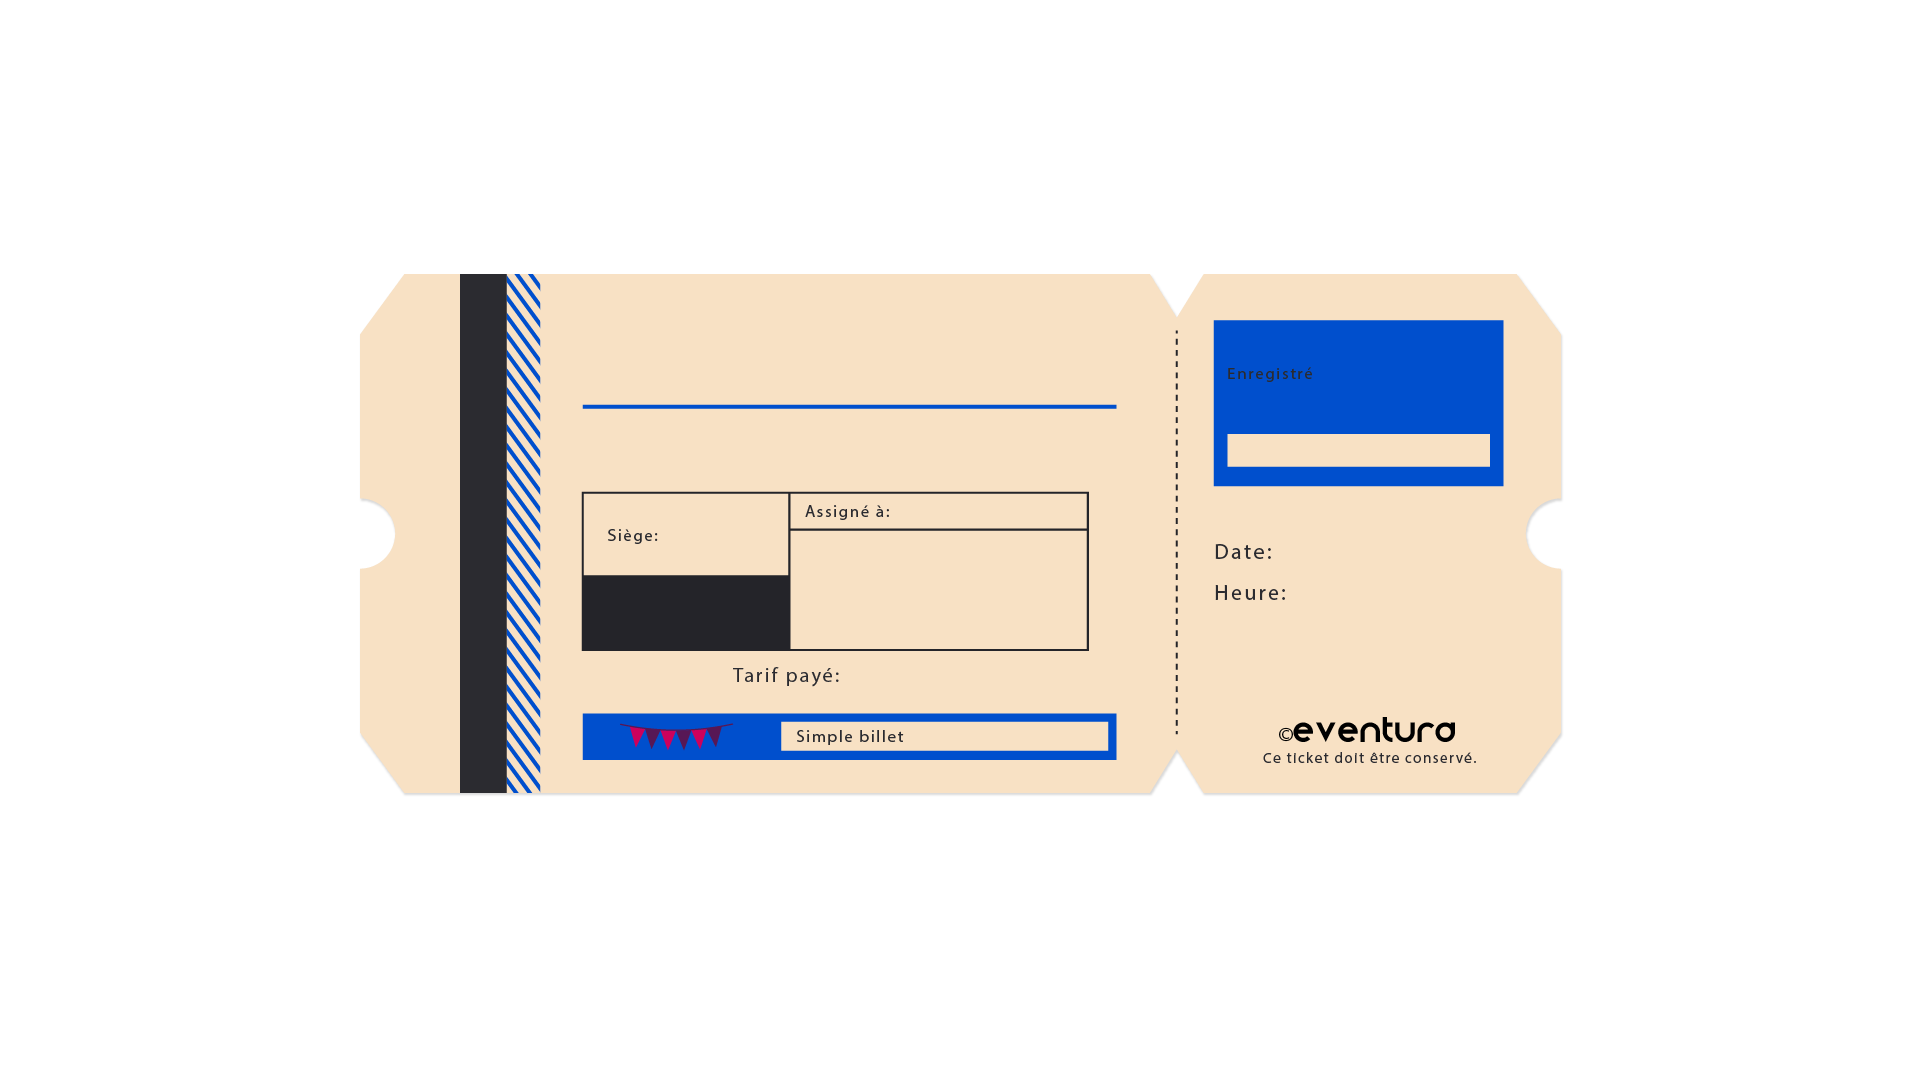 Siège:
Assigné à:
Tarif payé:
Simple billet
Enregistré
Date:
Heure:
©eventura
Ce ticket doit être conservé.